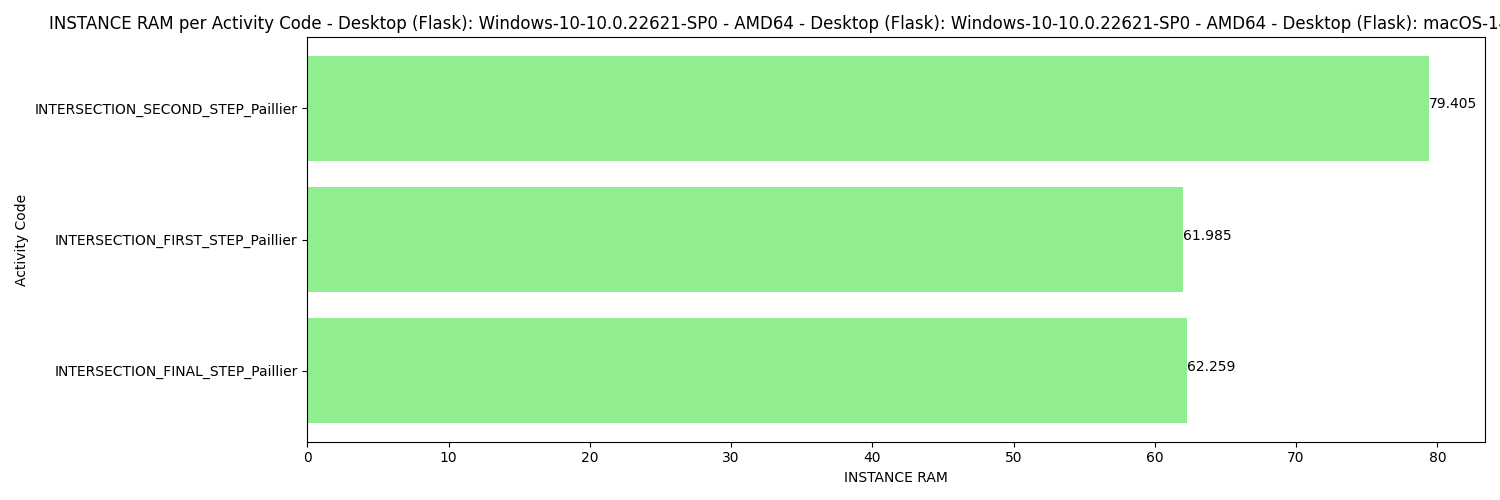 INSTANCE RAM per Activity Code - Desktop (Flask): Windows-10-10.0.22621-SP0 - AMD64 - Desktop (Flask): Windows-10-10.0.22621-SP0 - AMD64 - Desktop (Flask): macOS-1
INTERSECTION_SECOND_STEP_Paillier
79.405
INTERSECTION_FIRST_STEP_Paillier
61.985
INTERSECTION_FINAL_STEP_Paillier
62.259
Activity Code
0 10 20 30 40 50 60 70 80
INSTANCE RAM